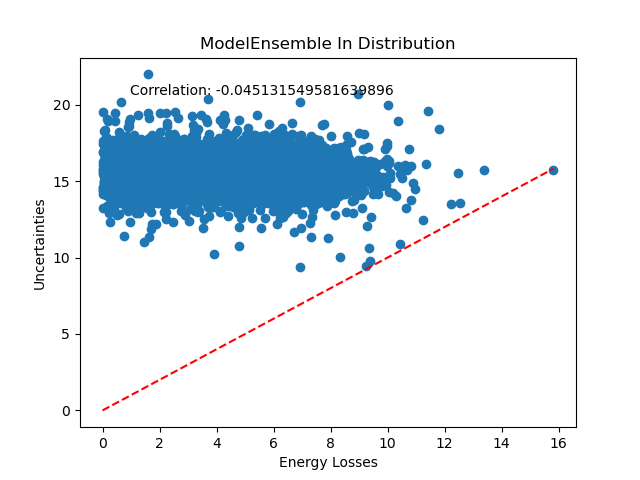 ModelEnsemble In Distribution
Correlation: -0.045131549581639896
Uncertainties
20
15
10
5
0
0 2 4 6 8 10 12 14 16
Energy Losses